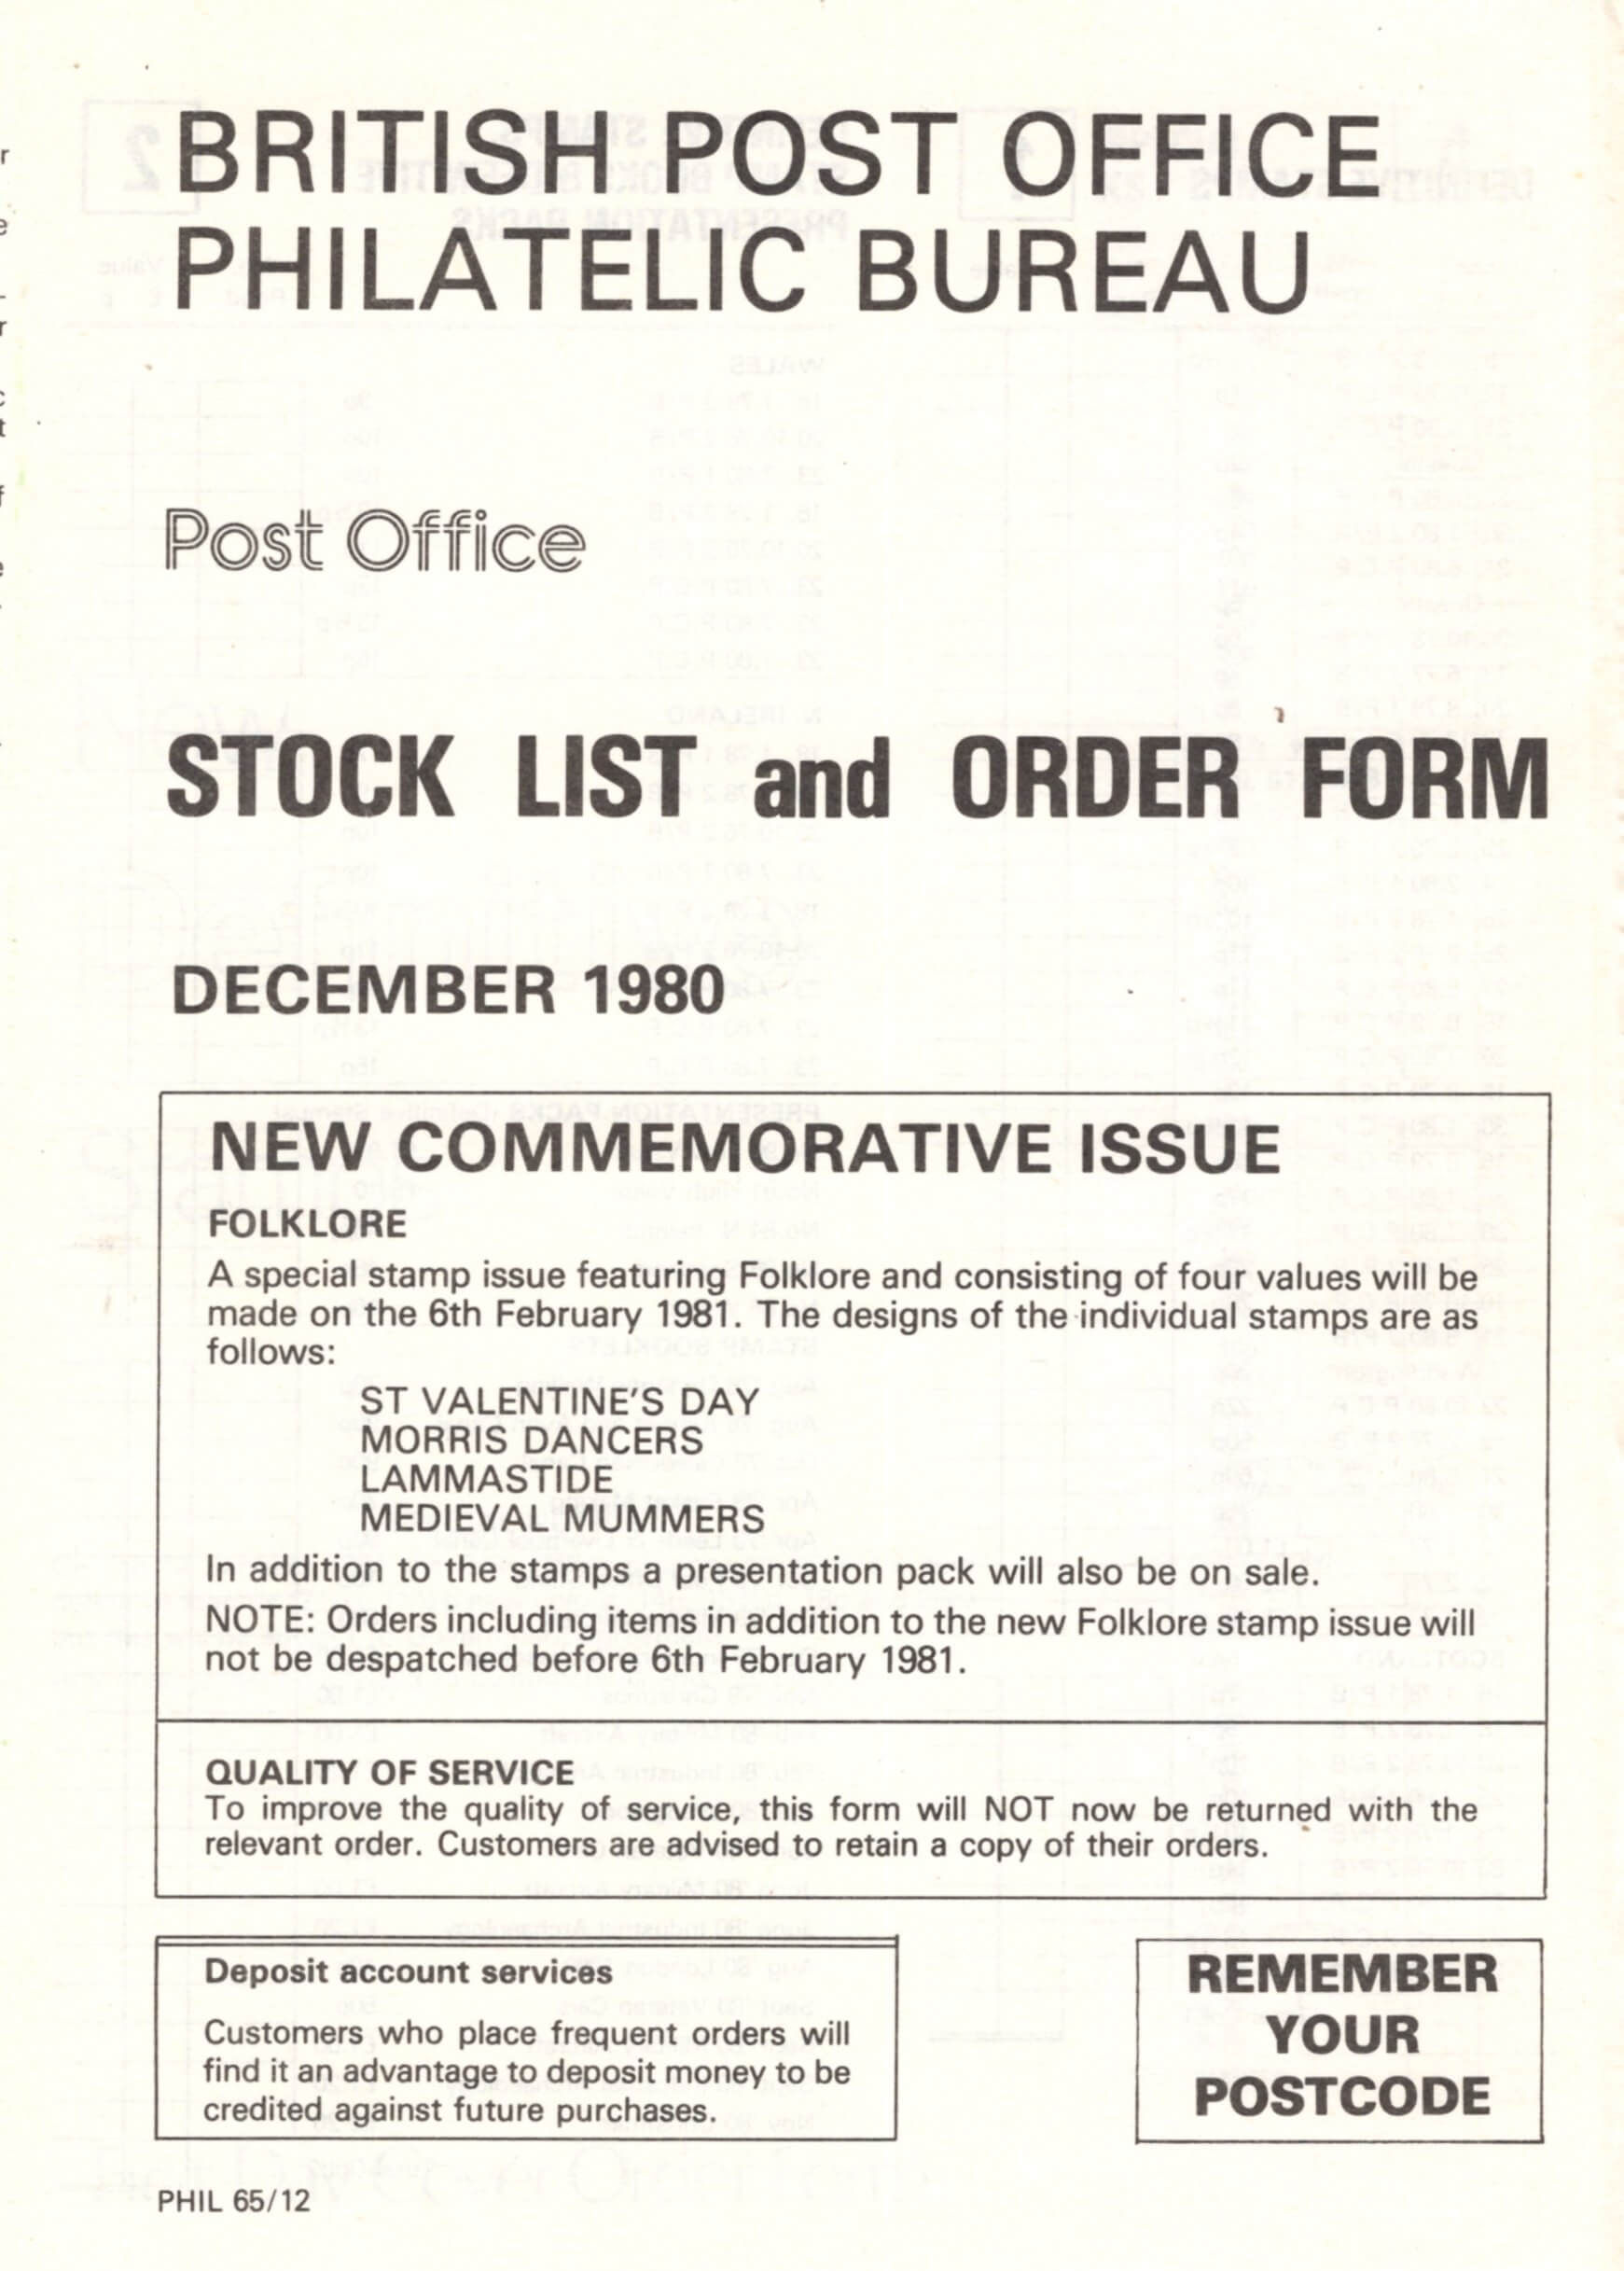 BRITISH POST OFFICE
PHILATELIC BUREAU
Post Office
STOCK LIST and ORDER FORM
DECEMBER 1980
NEW COMMEMORATIVE ISSUE
FOLKLORE
A special stamp issue featuring Folklore and consisting of four values will be
made on the 6th February 1981. The designs of the individual stamps are as
follows:
ST VALENTINE'S DAY
MORRIS DANCERS
LAMMASTIDE
MEDIEVAL MUMMERS
In addition to the stamps a presentation pack will also be on sale.
NOTE: Orders including items in addition to the new Folklore stamp issue will
not be despatched before 6th February 1981.
QUALITY OF SERVICE
To improve the quality of service, this form will NOT now be returned with the
relevant order. Customers are advised to retain a copy of their orders.
Deposit account services
Customers who place frequent orders will
find it an advantage to deposit money to be
credited against future purchases.
REMEMBER
YOUR
POSTCODE
PHIL 65/12